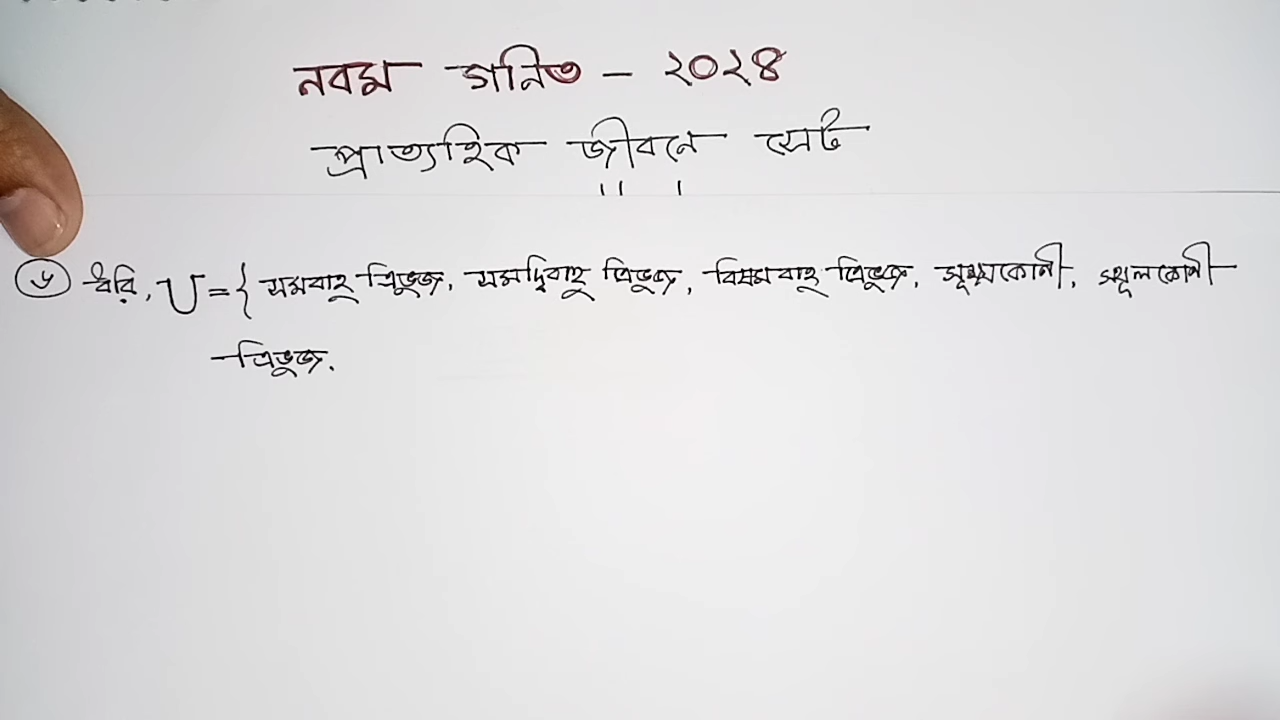 নবম গনিত – ২০২৪
প্রাত্যহিক জীবনে সেট
৬ ধরি, U = { সমবাহু ত্রিভুজ, সমদ্বিবাহু ত্রিভুজ, বিষমবাহু ত্রিভুজ, সূক্ষ্মকোণী, স্থূলকোণী
ত্রিভুজ.